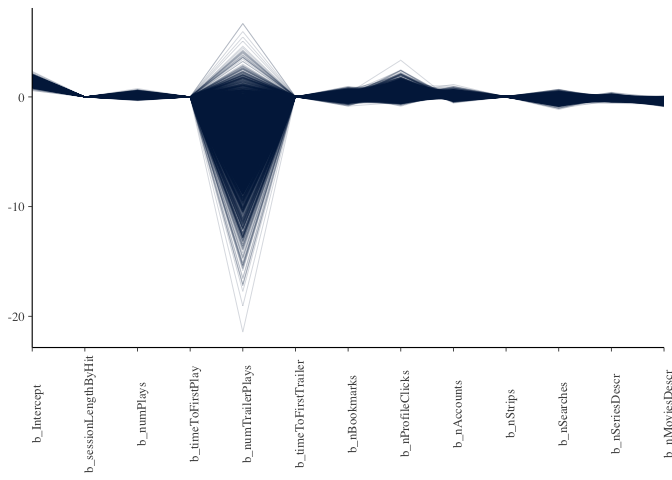 0
-10
-20
b_Intercept
b_sessionLengthByHit
b_numPlays
b_timeToFirstPlay
b_numTrailerPlays
b_timeToFirstTrailer
b_nBookmarks
b_nProfileClicks
b_nAccounts
b_nStrips
b_nSearches
b_nSeriesDescr
b_nMoviesDescr